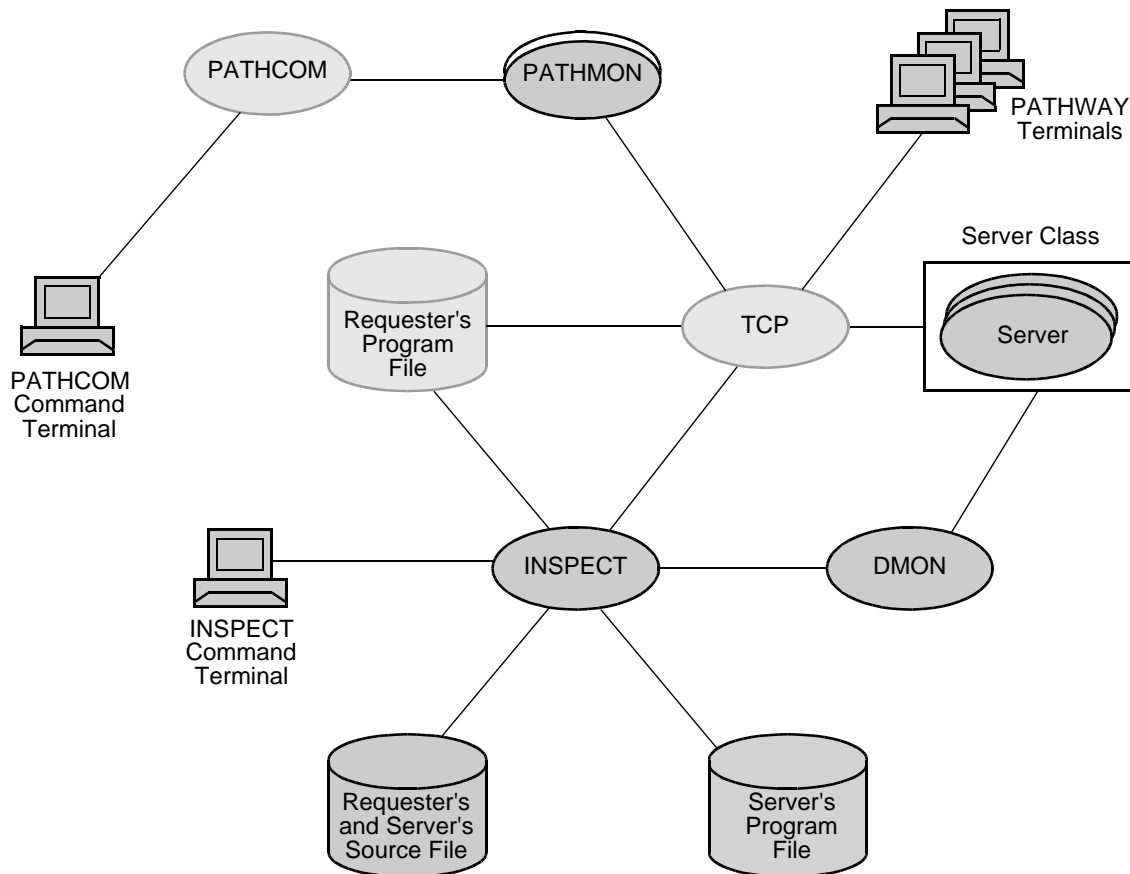 PATHCOM
PATHMON
PATHWAY
Terminals
Server Class
Requester's
Program
File
TCP
Server
PATHCOM
Command
Terminal
INSPECT
DMON
INSPECT
Command
Terminal
Requester's
and Server's
Source File
Server's
Program
File